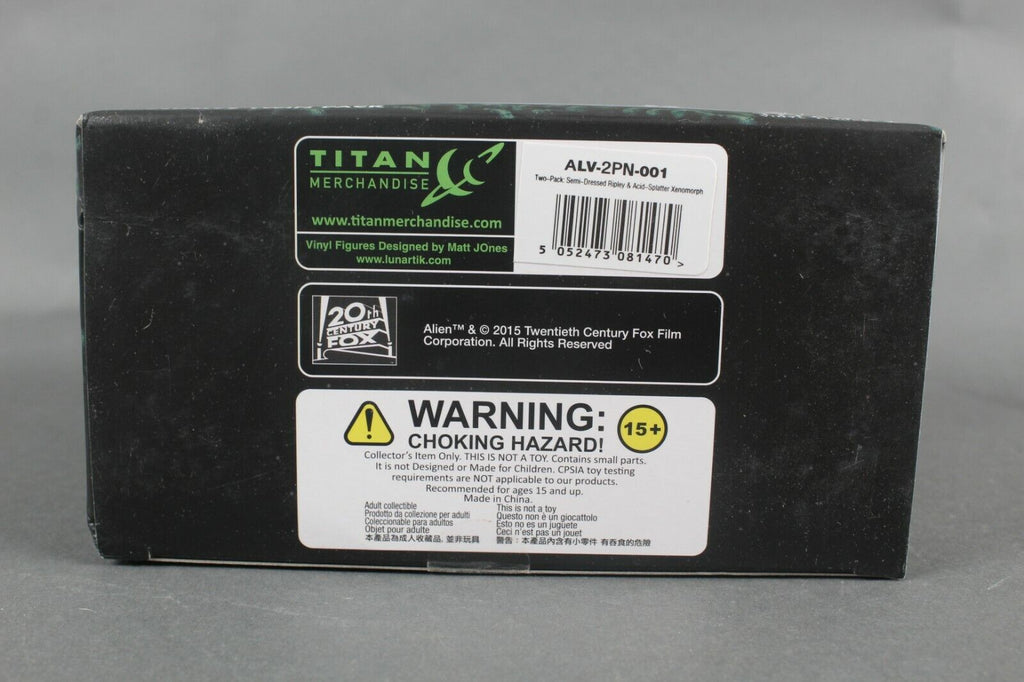 TITAN
MERCHANDISE
www.titanmerchandise.com
Vinyl Figures Designed by Matt JOnes
www.lunartik.com
ALV-2PN-001
Two-Pack: Semi-Dressed Ripley & Acid-Splatter Xenomorph
5 052473 081470 >
20th
CENTURY
FOX
Alien™ & © 2015 Twentieth Century Fox Film
Corporation. All Rights Reserved
WARNING:
CHOKING HAZARD!
15+
Collector's Item Only. THIS IS NOT A TOY. Contains small parts.
It is not Designed or Made for Children. CPSIA toy testing
requirements are NOT applicable to our products.
Recommended for ages 15 and up.
Made in China.
Adult collectible
Prodotto da collezione per adulti
Coleccionable para adultos
Objet pour adulte
本產品為成人收藏品, 並非玩具
This is not a toy
Questo non è un giocattolo
Esto no es un juguete
Ceci n'est pas un jouet
警告：本產品內含有小零件 有吞食的危險